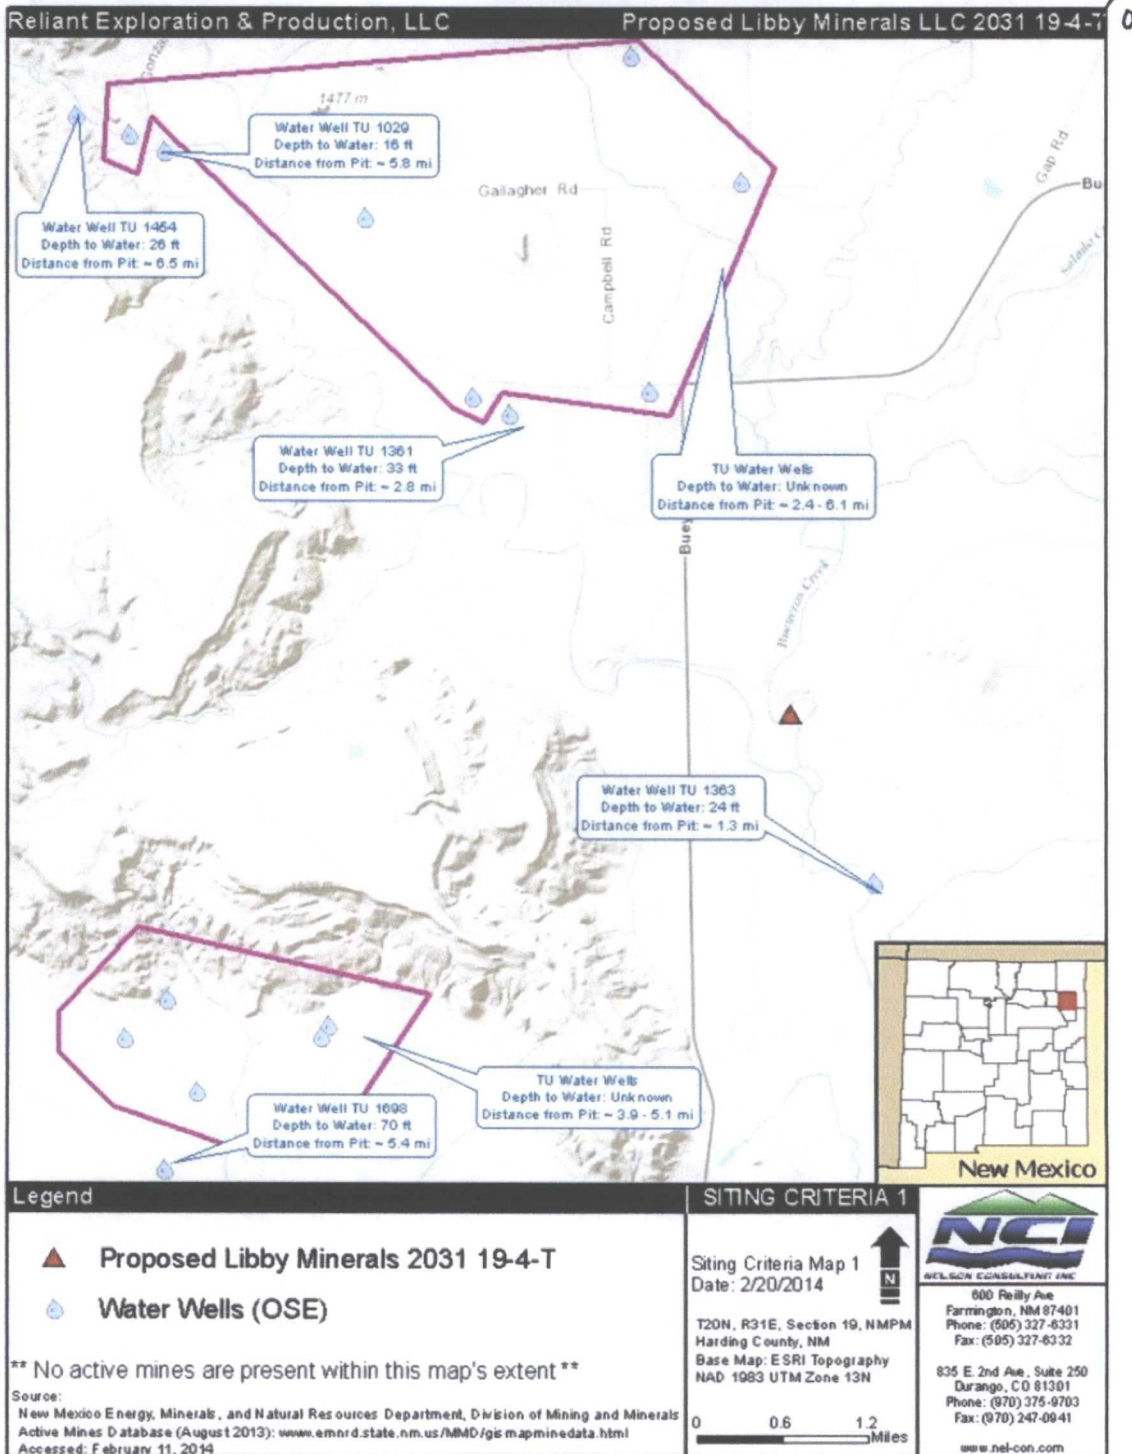 Reliant Exploration & Production, LLC
Proposed Libby Minerals LLC 2031 19-4-T
1477 m
Water Well TU 1029
Depth to Water: 16 ft
Distance from Pit: ~ 5.8 mi
Gallagher Rd
Campbell Rd
Gap Rd
Bu
Water Well TU 1454
Depth to Water: 26 ft
Distance from Pit: ~ 6.5 mi
Water Well TU 1361
Depth to Water: 33 ft
Distance from Pit: ~ 2.8 mi
TU Water Wells
Depth to Water: Unknown
Distance from Pit: ~ 2.4 - 6.1 mi
Buey
Creek
Water Well TU 1363
Depth to Water: 24 ft
Distance from Pit: ~ 1.3 mi
TU Water Wells
Depth to Water: Unknown
Distance from Pit: ~ 3.9 - 5.1 mi
Water Well TU 1698
Depth to Water: 70 ft
Distance from Pit: ~ 5.4 mi
New Mexico
Legend
Proposed Libby Minerals 2031 19-4-T
Water Wells (OSE)
** No active mines are present within this map's extent **
Source:
New Mexico Energy, Minerals, and Natural Resources Department, Division of Mining and Minerals
Active Mines Database (August 2013): www.emnrd.state.nm.us/MMD/gismapminedata.html
Accessed: February 11, 2014
SITING CRITERIA 1
Siting Criteria Map 1
Date: 2/20/2014
N
T20N, R31E, Section 19, NMPM
Harding County, NM
Base Map: ESRI Topography
NAD 1983 UTM Zone 13N
0 0.6 1.2
Miles
NCI
NELSON CONSULTING INC
600 Reilly Ave
Farmington, NM 87401
Phone: (505) 327-6331
Fax: (505) 327-6332
835 E. 2nd Ave, Suite 250
Durango, CO 81301
Phone: (970) 375-9703
Fax: (970) 247-0941
www.nel-con.com